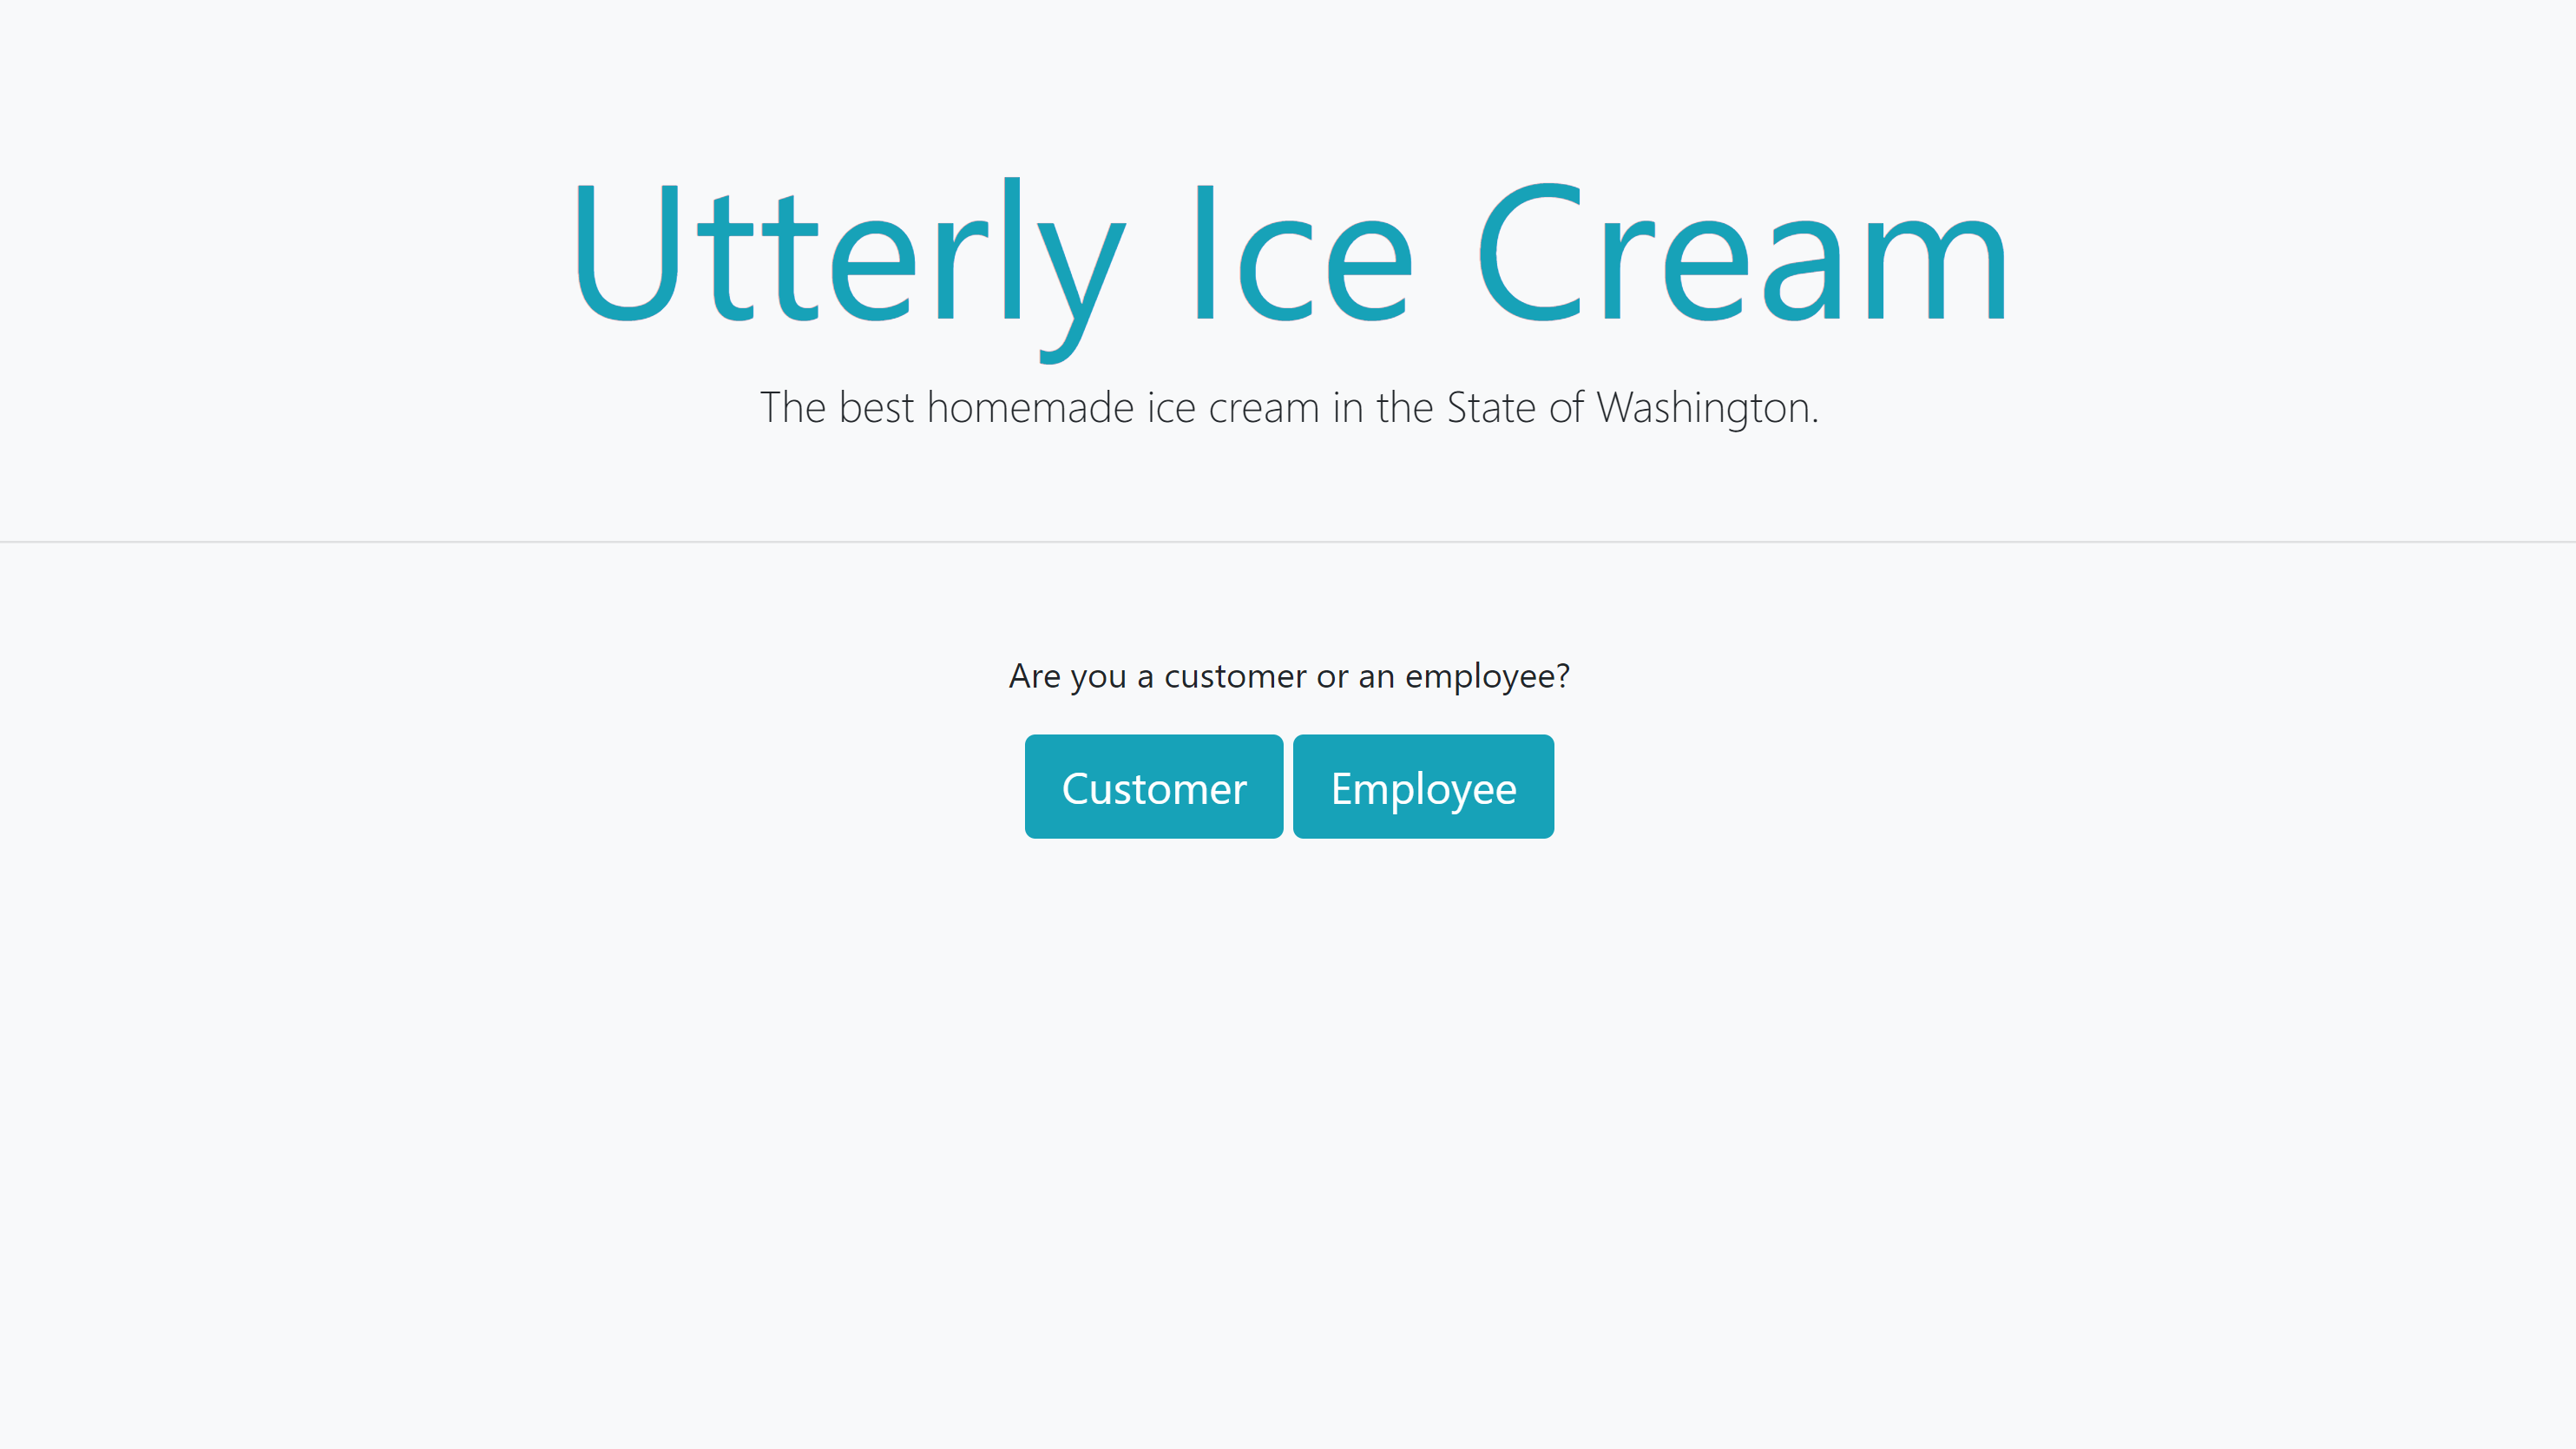 Utterly Ice Cream
The best homemade ice cream in the State of Washington.
Are you a customer or an employee?
Customer Employee